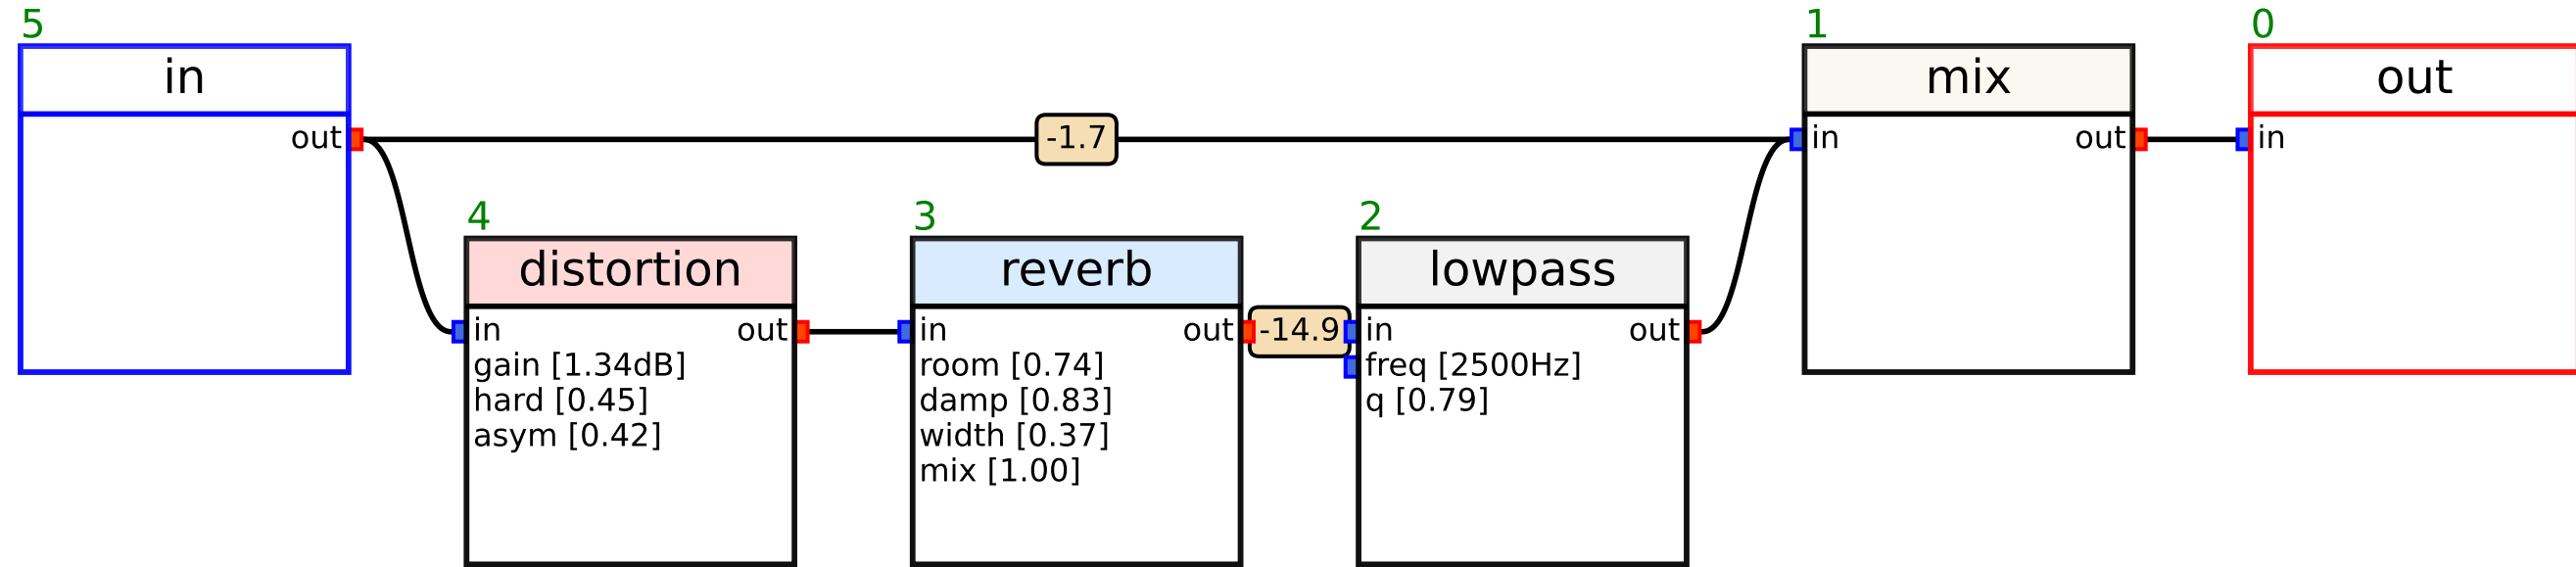 5
in
out
-1.7
4
distortion
in
out
gain [1.34dB]
hard [0.45]
asym [0.42]
3
reverb
in
out
room [0.74]
damp [0.83]
width [0.37]
mix [1.00]
-14.9
2
lowpass
in
out
freq [2500Hz]
q [0.79]
1
mix
in
out
0
out
in